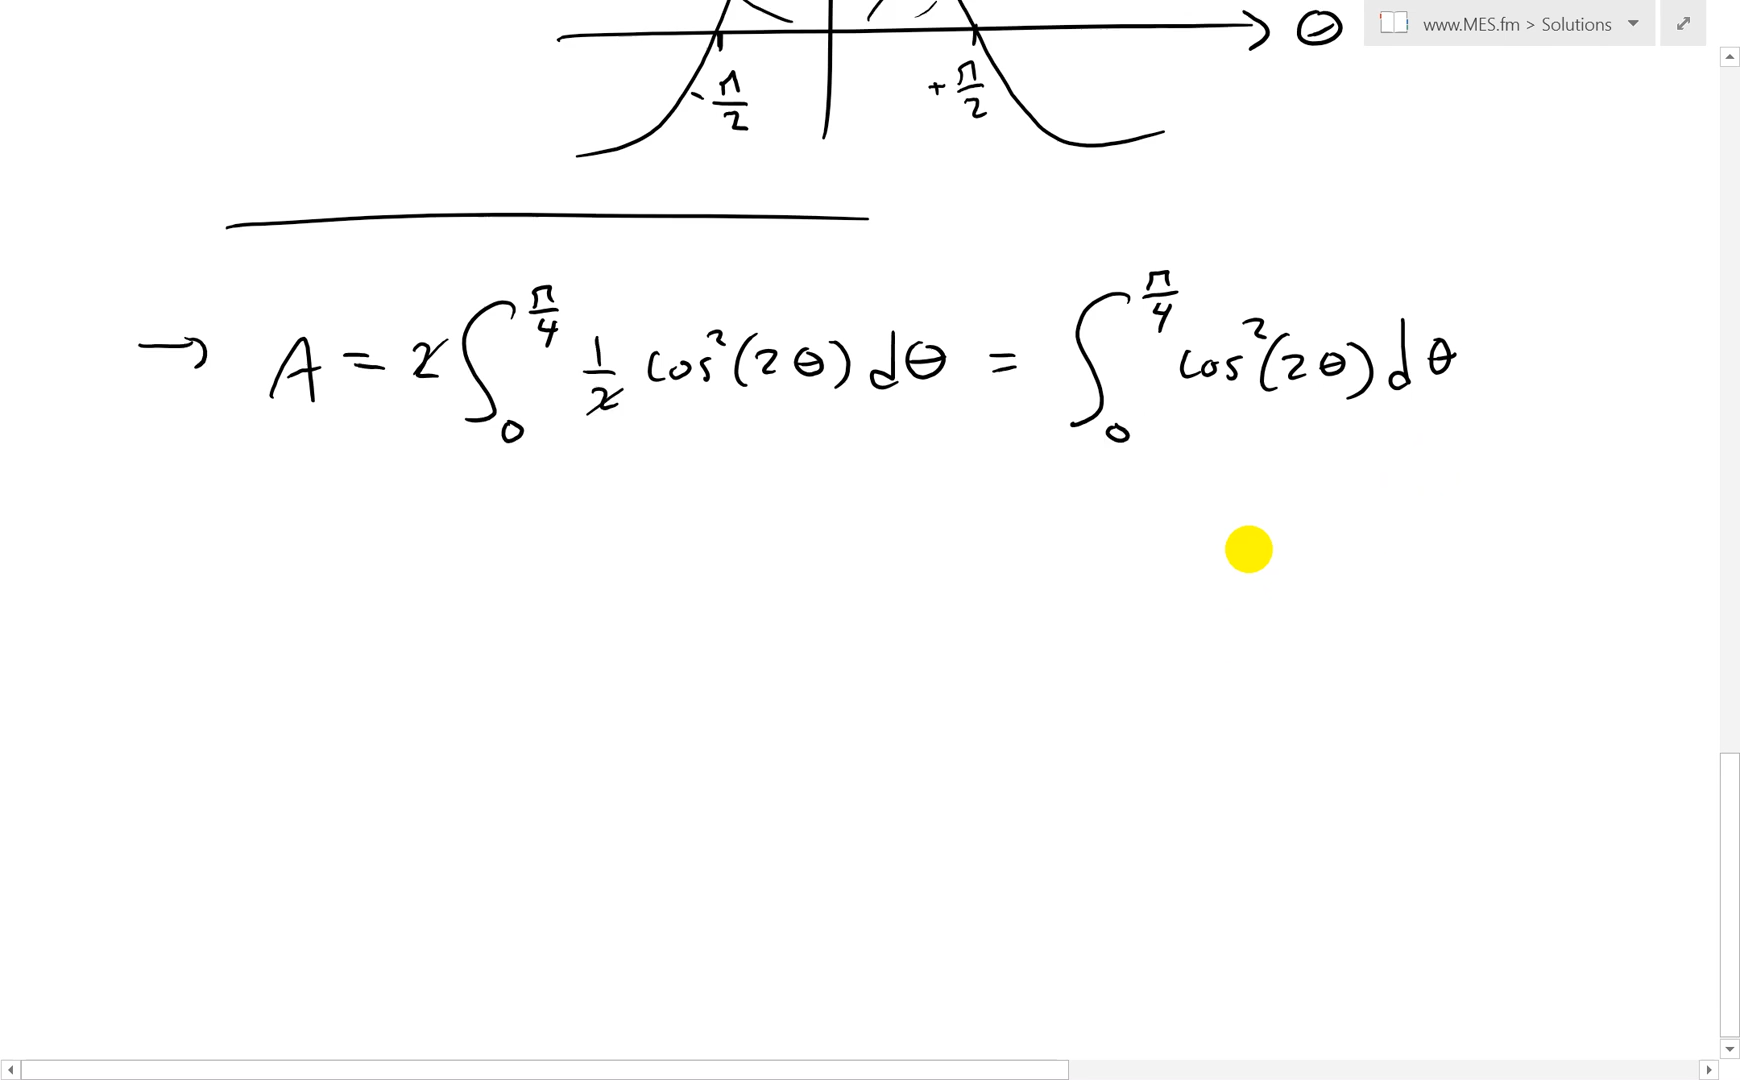 θ
www.MES.fm > Solutions
-π/2
+π/2
→ A = 2∫₀^(π/4) 1/2 cos²(2θ) dθ = ∫₀^(π/4) cos²(2θ) dθ